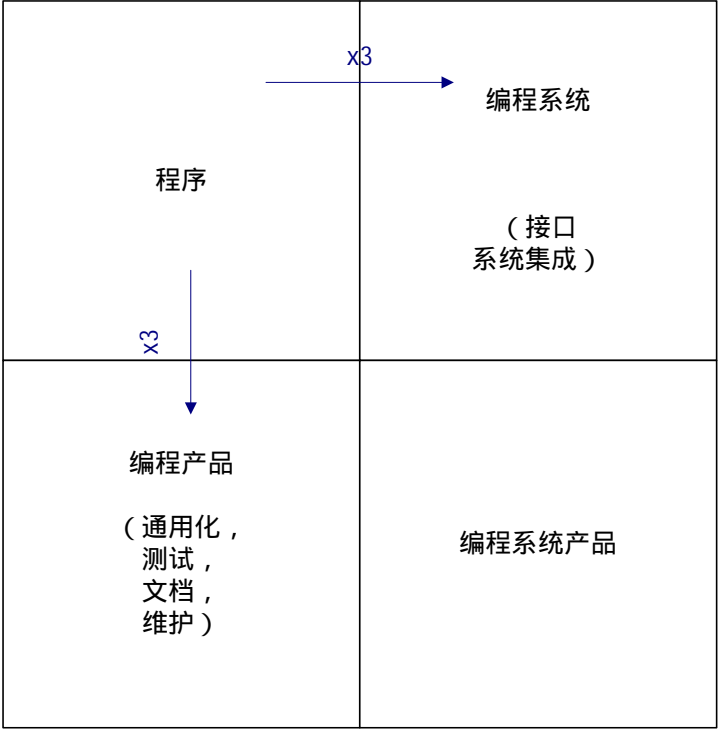 x3
编程系统
程序
（接口
系统集成）
x3
编程产品
（通用化，
测试，
文档，
维护）
编程系统产品